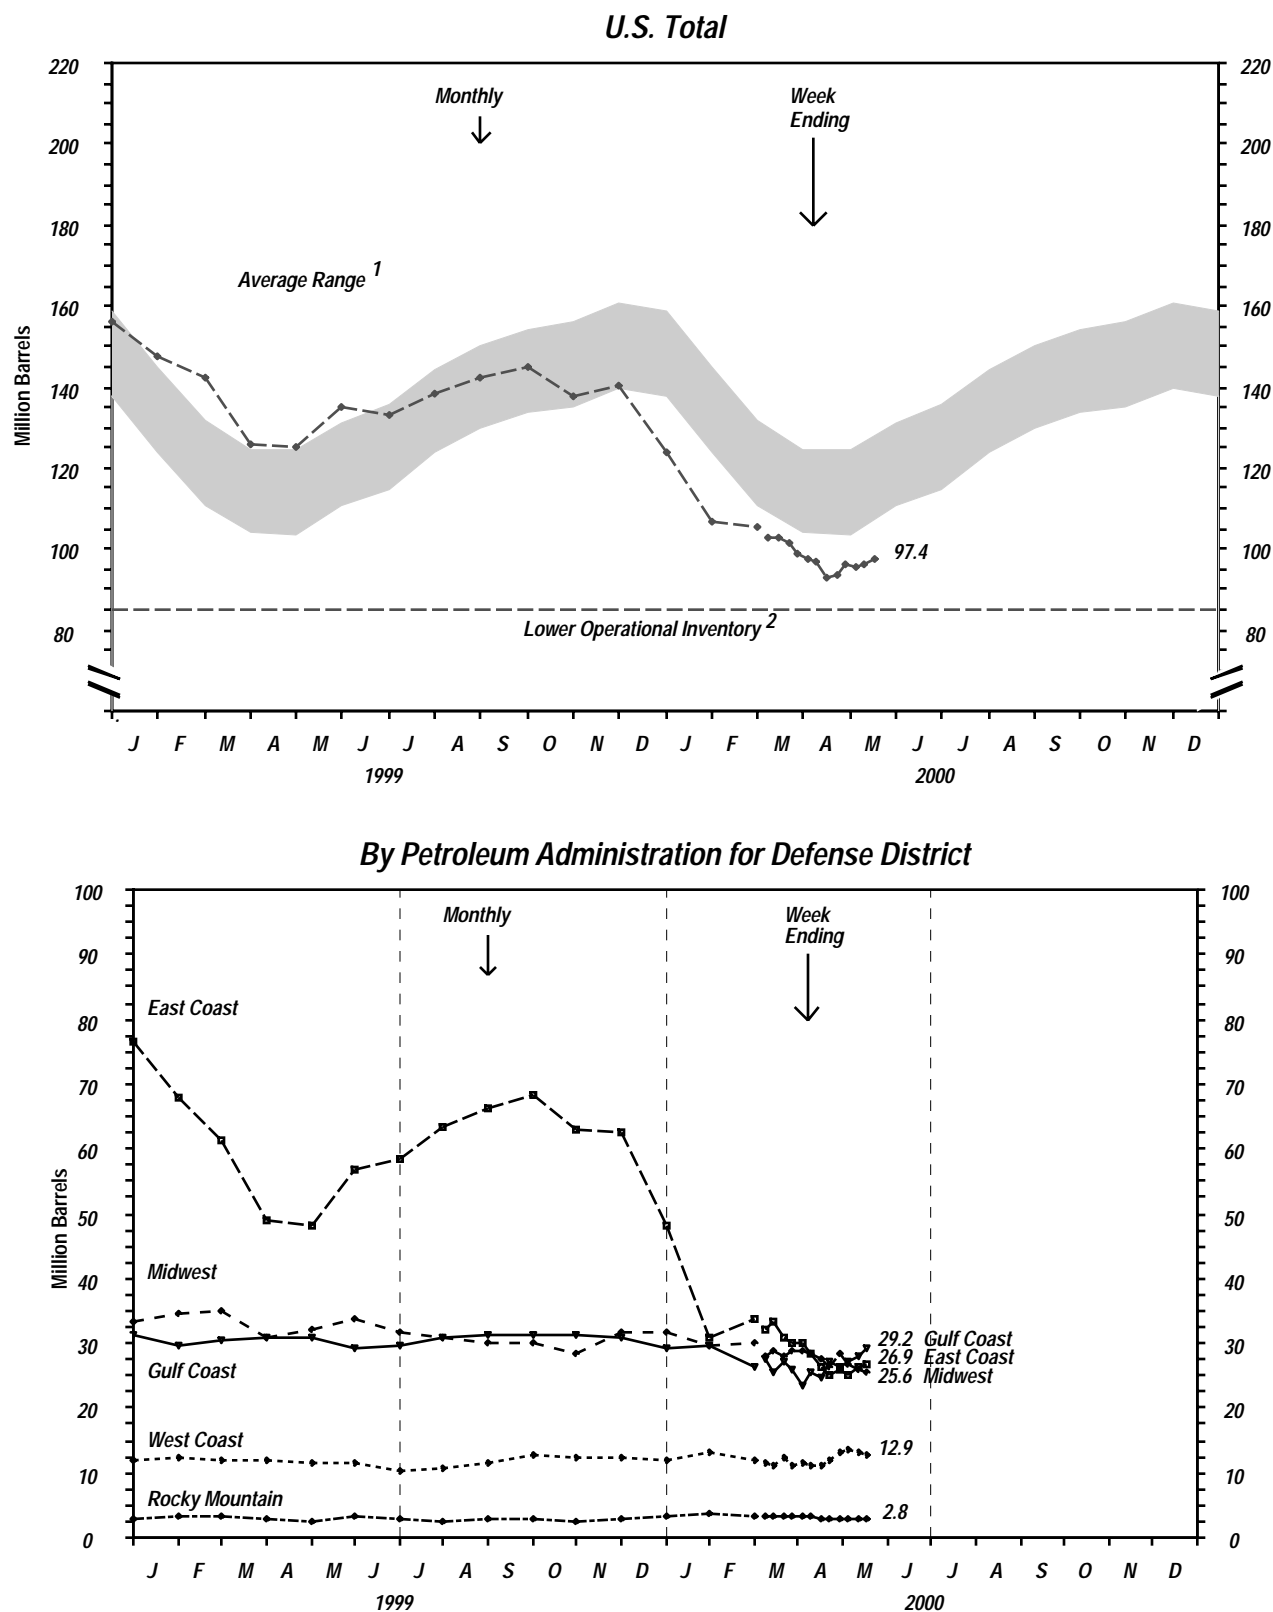 U.S. Total
220 220
Monthly Week
Ending
200 200
180 180
Average Range 1
160 160
140 140
120 120
100 97.4 100
Lower Operational Inventory 2
80 80
Million Barrels
J F M A M J J A S O N D J F M A M J J A S O N D
1999 2000
By Petroleum Administration for Defense District
100 100
Monthly Week
Ending
90 90
East Coast
80 80
70 70
60 60
50 50
Million Barrels
Midwest
40 40
30 29.2 Gulf Coast 30
26.9 East Coast
Gulf Coast 25.6 Midwest
20 20
West Coast 12.9
10 10
Rocky Mountain 2.8
0 0
J F M A M J J A S O N D J F M A M J J A S O N D
1999 2000